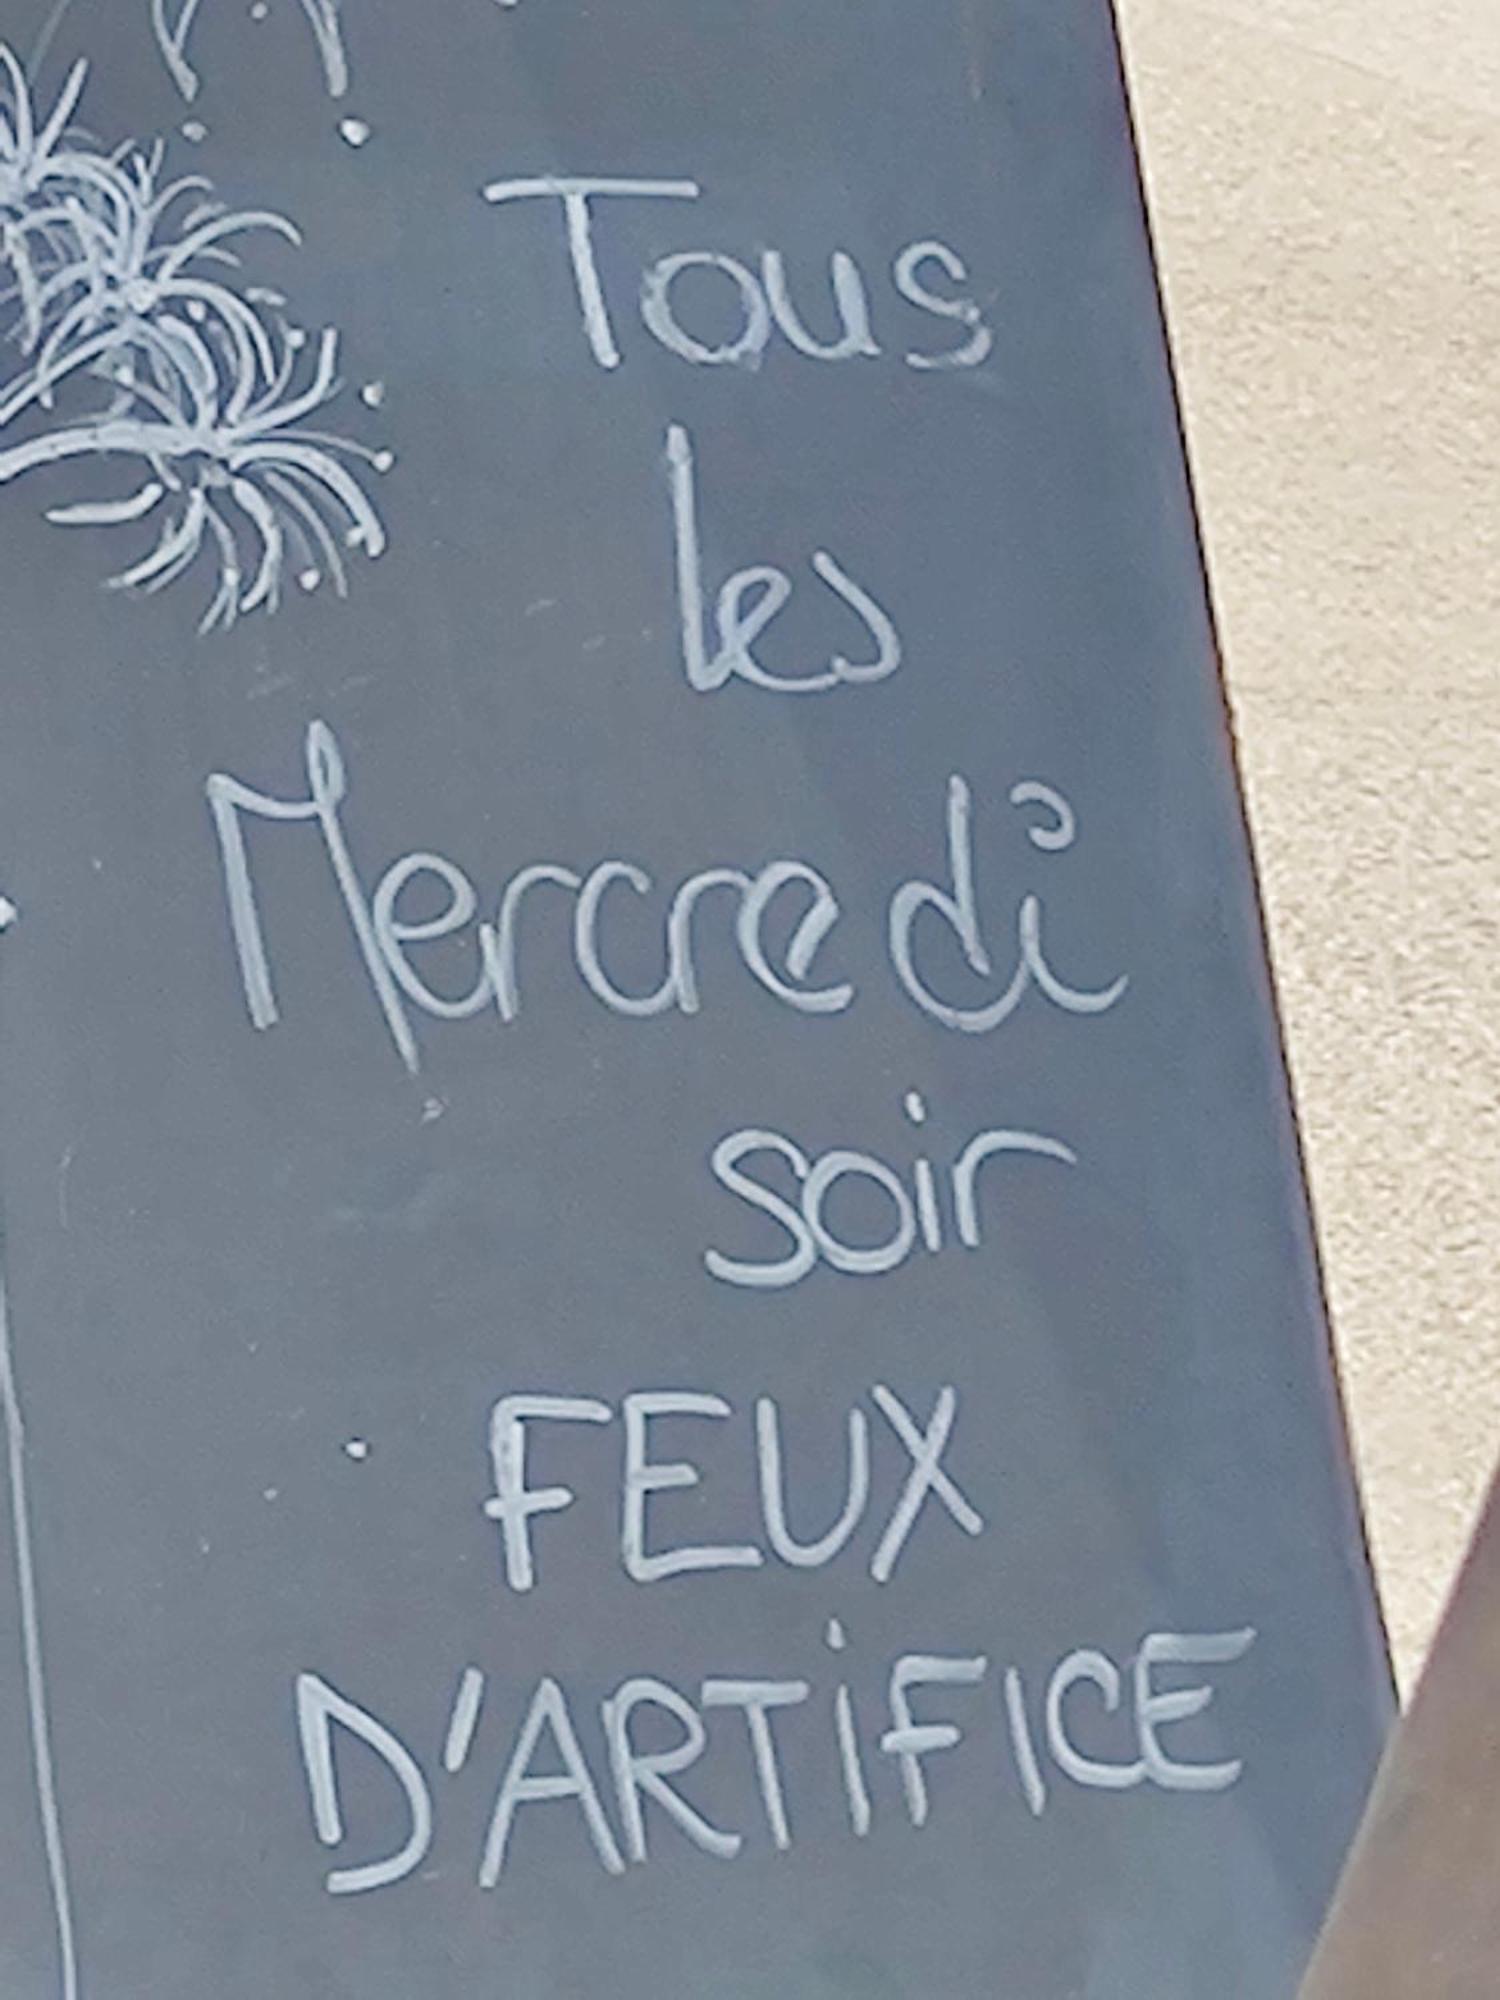 Tous
les
Mercredi
soir
FEUX
D'ARTIFICE